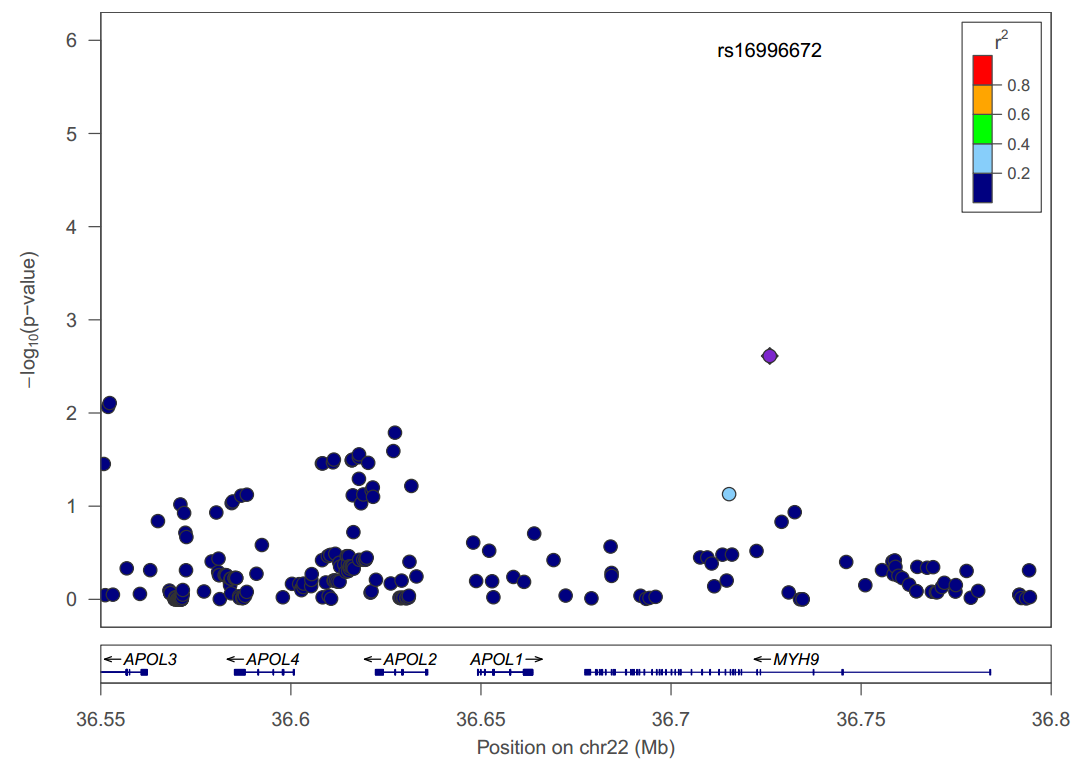 rs16996672
r2
0.8
0.6
0.4
0.2
6
5
4
3
2
1
0
−log10(p−value)
←APOL3
←APOL4
←APOL2
APOL1→
←MYH9
36.55
36.6
36.65
36.7
36.75
36.8
Position on chr22 (Mb)